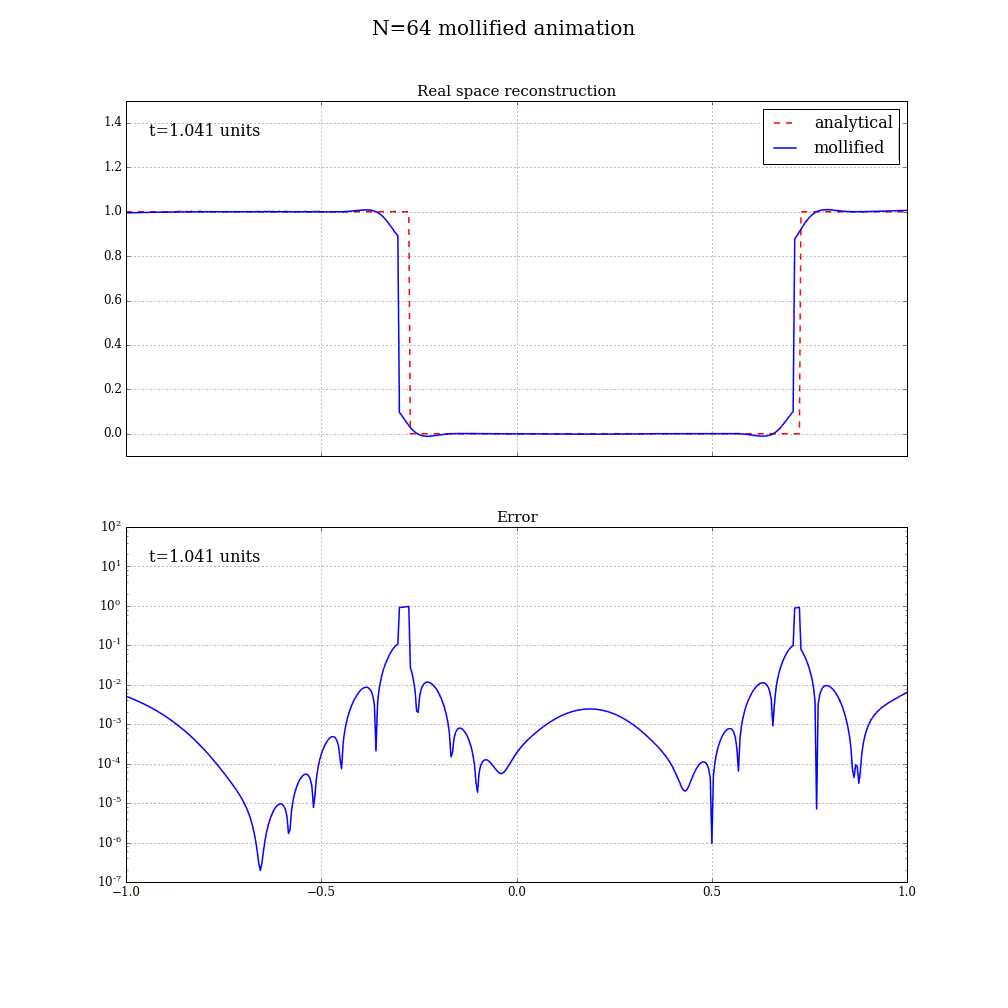 N=64 mollified animation
Real space reconstruction
1.4
t=1.041 units
analytical
mollified
1.2
1.0
0.8
0.6
0.4
0.2
0.0
Error
10²
t=1.041 units
10¹
10⁰
10⁻¹
10⁻²
10⁻³
10⁻⁴
10⁻⁵
10⁻⁶
10⁻⁷
−1.0 −0.5 0.0 0.5 1.0